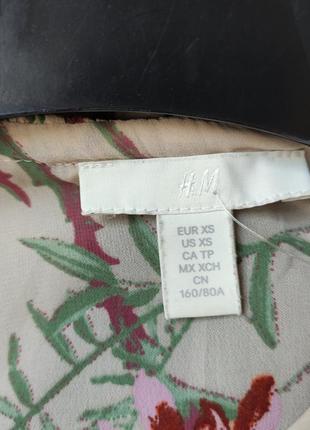 H&M
EUR XS
US XS
CA TP
MX XCH
CN
160/80A